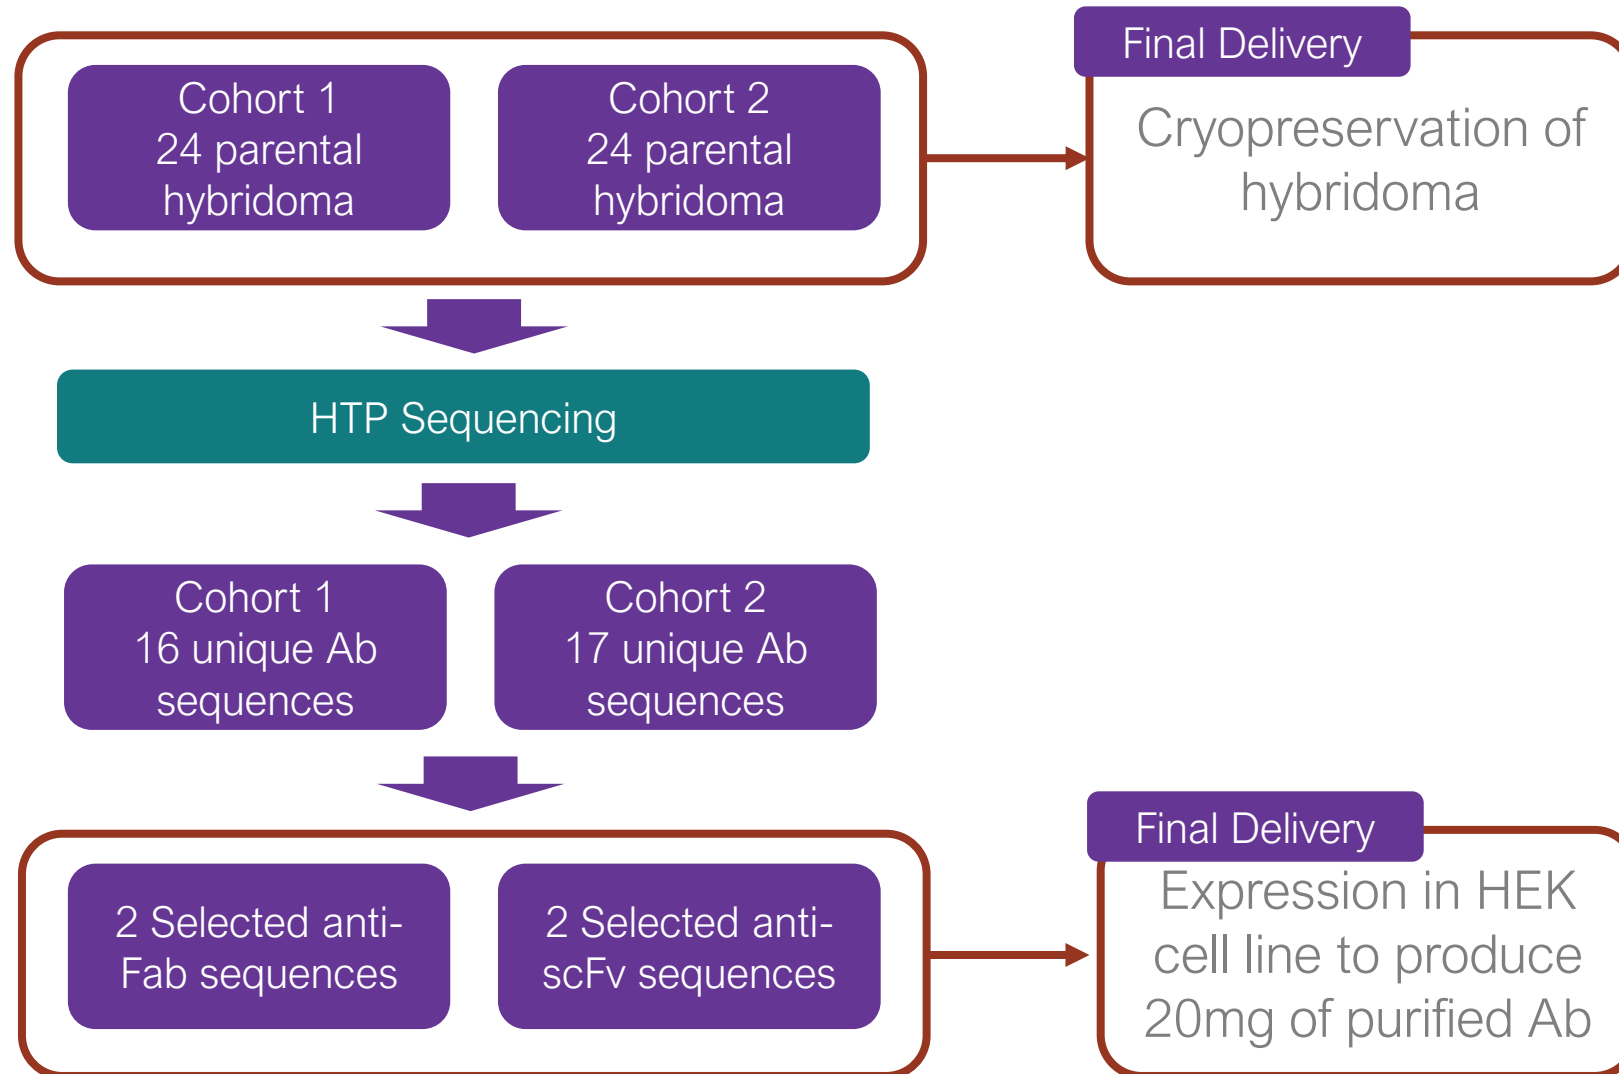 Cohort 1
24 parental
hybridoma
Cohort 2
24 parental
hybridoma
Final Delivery
Cryopreservation of
hybridoma
HTP Sequencing
Cohort 1
16 unique Ab
sequences
Cohort 2
17 unique Ab
sequences
2 Selected anti-
Fab sequences
2 Selected anti-
scFv sequences
Final Delivery
Expression in HEK
cell line to produce
20mg of purified Ab